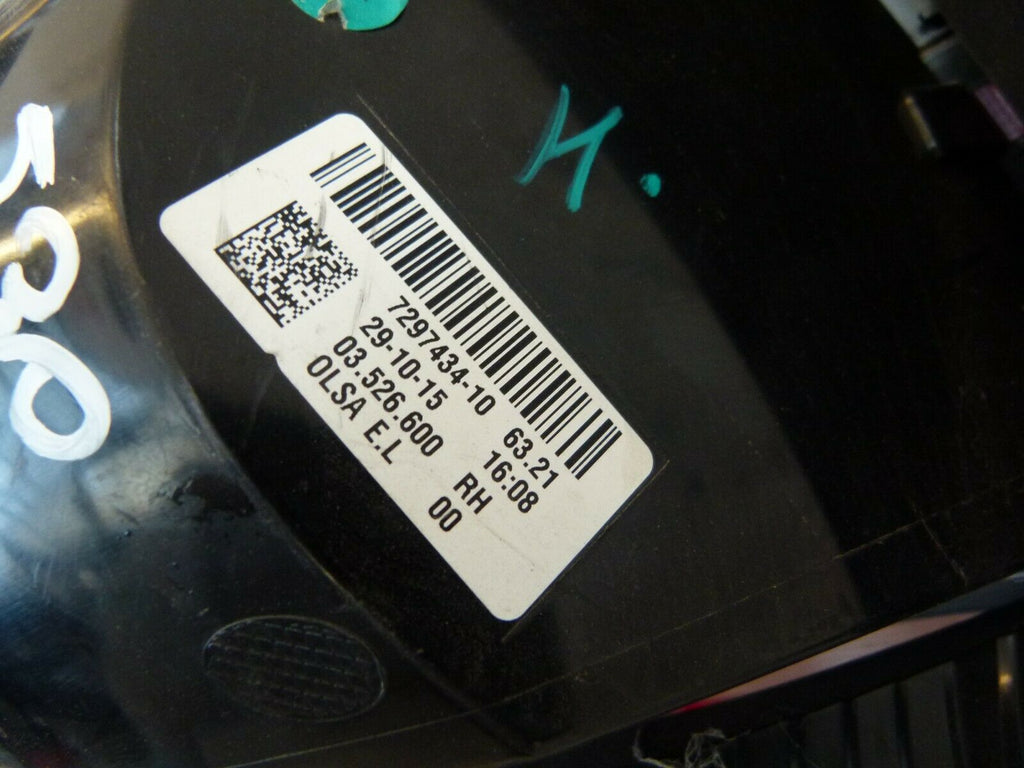 7297434-10 63.21
29-10-15 16:08
03.526.600 RH
OLSA E.L 00